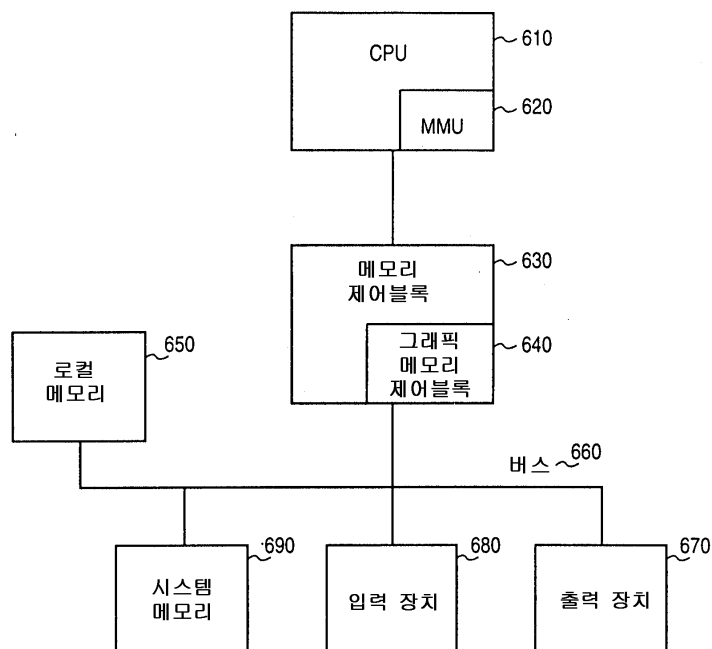 CPU
610
MMU
620
메모리
제어블록
630
그래픽
메모리
제어블록
640
로컬
메모리
650
버스
660
시스템
메모리
690
입력 장치
680
출력 장치
670